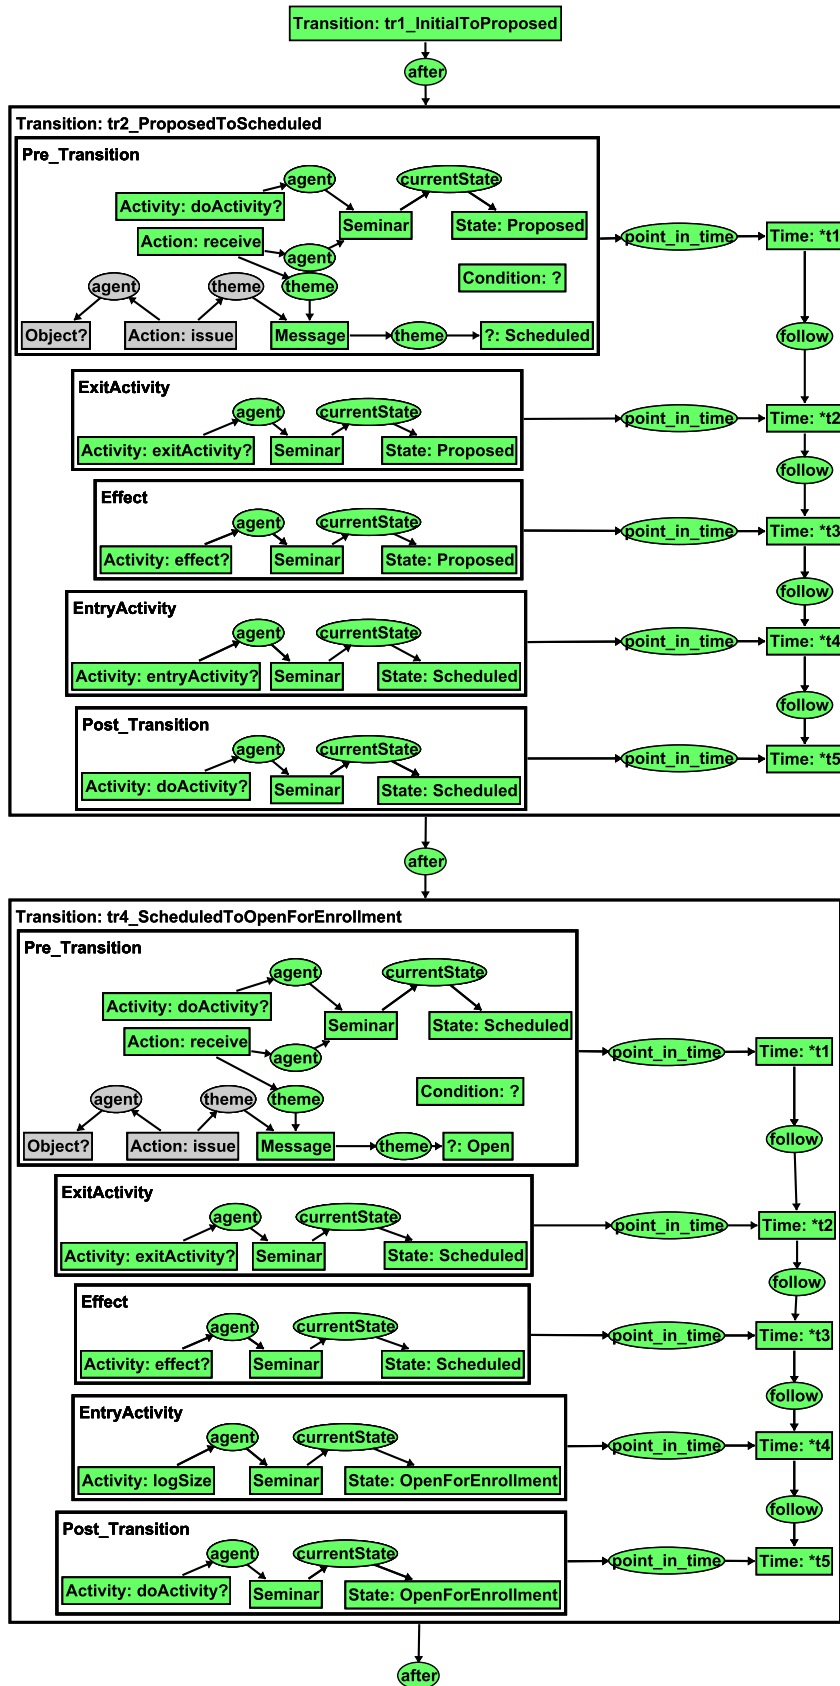 Transition: tr1_InitialToProposed
after
Transition: tr2_ProposedToScheduled
Pre_Transition
agent
currentState
Activity: doActivity?
Seminar
State: Proposed
Action: receive
agent
point_in_time
Time: *t1
agent
theme
theme
Condition: ?
Object?
Action: issue
Message
theme
?: Scheduled
follow
ExitActivity
agent
currentState
Activity: exitActivity?
Seminar
State: Proposed
point_in_time
Time: *t2
follow
Effect
agent
currentState
Activity: effect?
Seminar
State: Proposed
point_in_time
Time: *t3
follow
EntryActivity
agent
currentState
Activity: entryActivity?
Seminar
State: Scheduled
point_in_time
Time: *t4
follow
Post_Transition
agent
currentState
Activity: doActivity?
Seminar
State: Scheduled
point_in_time
Time: *t5
after
Transition: tr4_ScheduledToOpenForEnrollment
Pre_Transition
agent
currentState
Activity: doActivity?
Seminar
State: Scheduled
Action: receive
agent
point_in_time
Time: *t1
agent
theme
theme
Condition: ?
Object?
Action: issue
Message
theme
?: Open
follow
ExitActivity
agent
currentState
Activity: exitActivity?
Seminar
State: Scheduled
point_in_time
Time: *t2
follow
Effect
agent
currentState
Activity: effect?
Seminar
State: Scheduled
point_in_time
Time: *t3
follow
EntryActivity
agent
currentState
Activity: logSize
Seminar
State: OpenForEnrollment
point_in_time
Time: *t4
follow
Post_Transition
agent
currentState
Activity: doActivity?
Seminar
State: OpenForEnrollment
point_in_time
Time: *t5
after